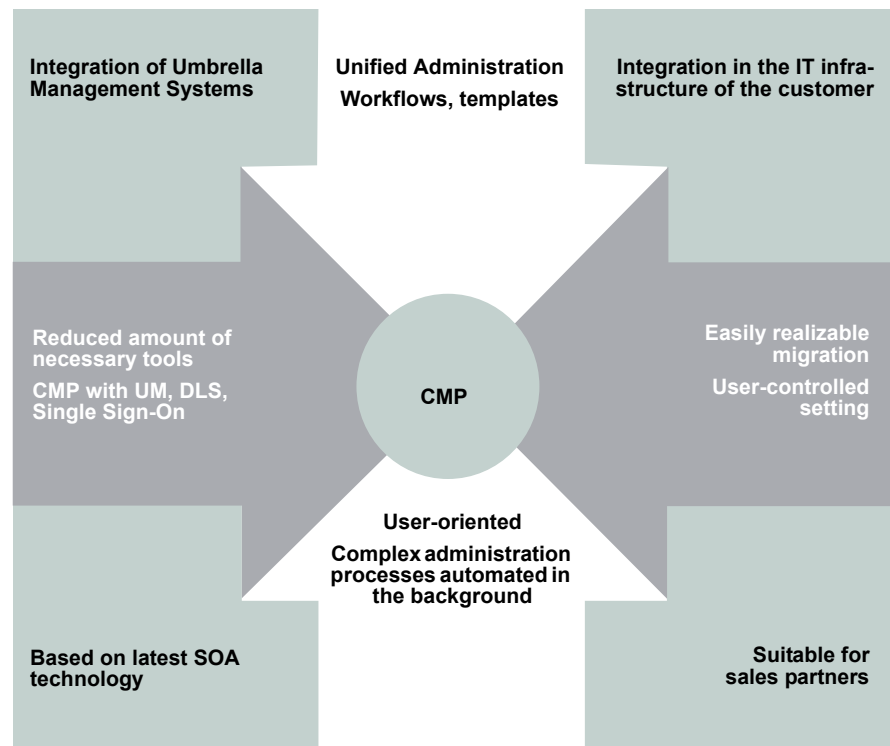 Integration of Umbrella
Management Systems
Unified Administration
Workflows, templates
Integration in the IT infra-
structure of the customer
Reduced amount of
necessary tools
CMP with UM, DLS,
Single Sign-On
CMP
Easily realizable
migration
User-controlled
setting
User-oriented
Complex administration
processes automated in
the background
Based on latest SOA
technology
Suitable for
sales partners